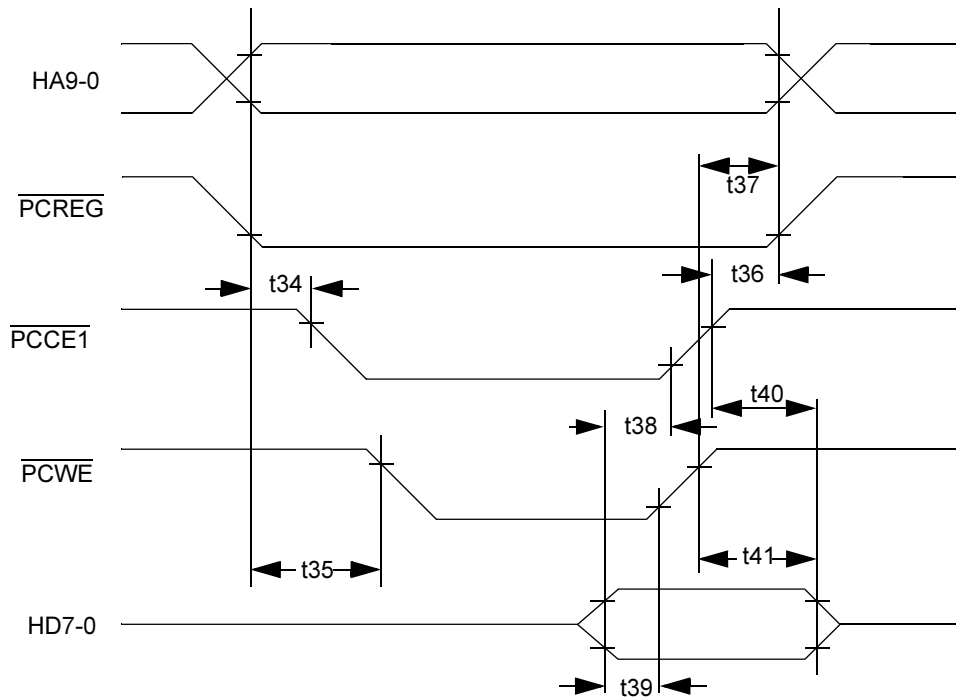 HA9-0
t37
PCREG
t36
t34
PCCE1
t40
t38
PCWE
t41
t35
HD7-0
t39